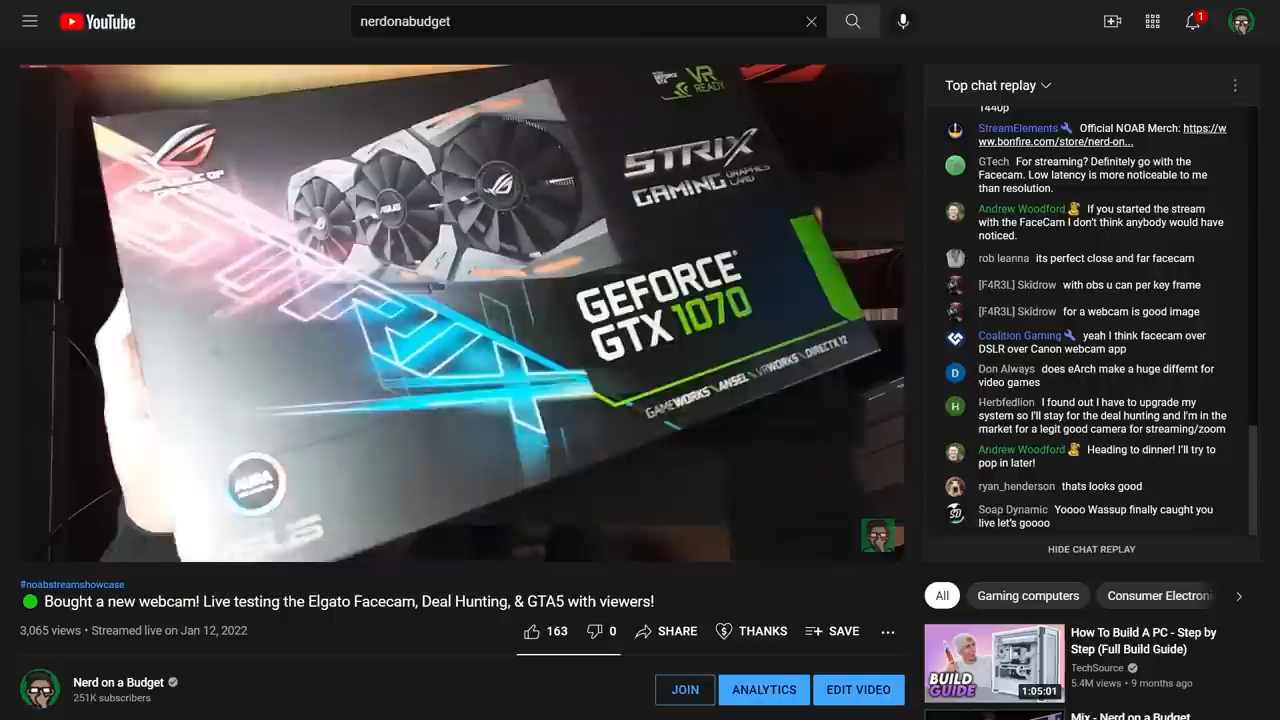 YouTube
nerdonabudget
1
VR
READY
REPUBLIC OF
STRIX
GAMING GRAPHICS
CARD
ASUS
GEFORCE®
GTX 1070
GAMEWORKS \ ANSEL \ VRWORKS \ DIRECTX 12
STRIX
AURA
ASUS
#noabstreamshowcase
Bought a new webcam! Live testing the Elgato Facecam, Deal Hunting, & GTA5 with viewers!
3,065 views • Streamed live on Jan 12, 2022
163
0
SHARE
THANKS
SAVE
Nerd on a Budget
251K subscribers
JOIN
ANALYTICS
EDIT VIDEO
Top chat replay
1440p
StreamElements Official NOAB Merch: https://w
ww.bonfire.com/store/nerd-on...
GTech For streaming? Definitely go with the
Facecam. Low latency is more noticeable to me
than resolution.
Andrew Woodford If you started the stream
with the FaceCam I don't think anybody would have
noticed.
rob leanna its perfect close and far facecam
[F4R3L] Skidrow with obs u can per key frame
[F4R3L] Skidrow for a webcam is good image
Coalition Gaming yeah I think facecam over
DSLR over Canon webcam app
D
Don Always does eArch make a huge differnt for
video games
H
Herbfedlion I found out I have to upgrade my
system so I'll stay for the deal hunting and I'm in the
market for a legit good camera for streaming/zoom
Andrew Woodford Heading to dinner! I'll try to
pop in later!
ryan_henderson thats looks good
SD
Soap Dynamic Yoooo Wassup finally caught you
live let's goooo
HIDE CHAT REPLAY
All
Gaming computers
Consumer Electroni
BUILD
GUIDE
1:05:01
How To Build A PC - Step by
Step (Full Build Guide)
TechSource
5.4M views • 9 months ago
Mix - Nerd on a Budget